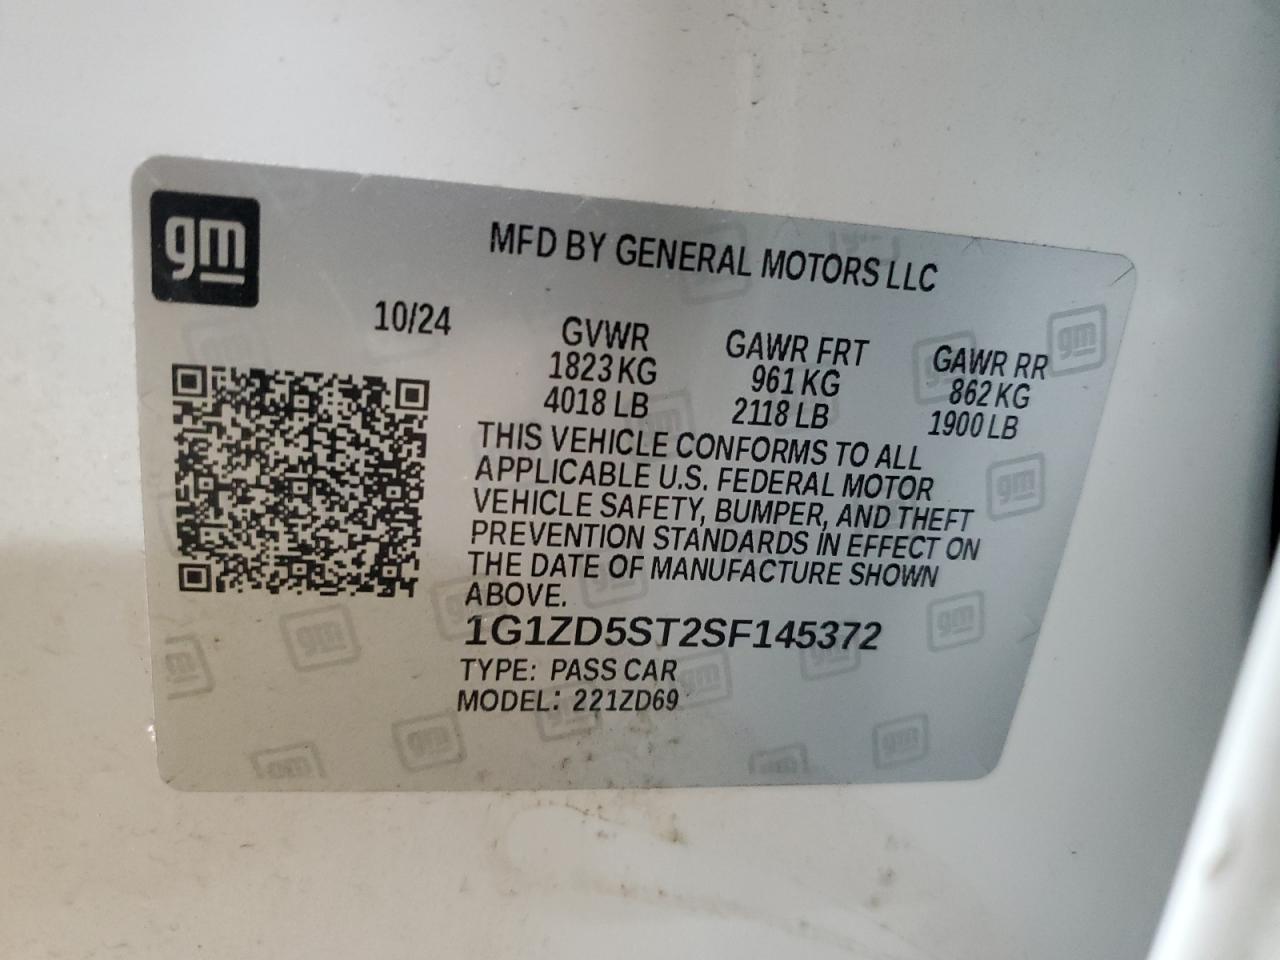 gm
MFD BY GENERAL MOTORS LLC
10/24
GVWR
1823 KG
4018 LB
GAWR FRT
961 KG
2118 LB
GAWR RR
862 KG
1900 LB
THIS VEHICLE CONFORMS TO ALL
APPLICABLE U.S. FEDERAL MOTOR
VEHICLE SAFETY, BUMPER, AND THEFT
PREVENTION STANDARDS IN EFFECT ON
THE DATE OF MANUFACTURE SHOWN
ABOVE.
1G1ZD5ST2SF145372
TYPE: PASS CAR
MODEL: 221ZD69